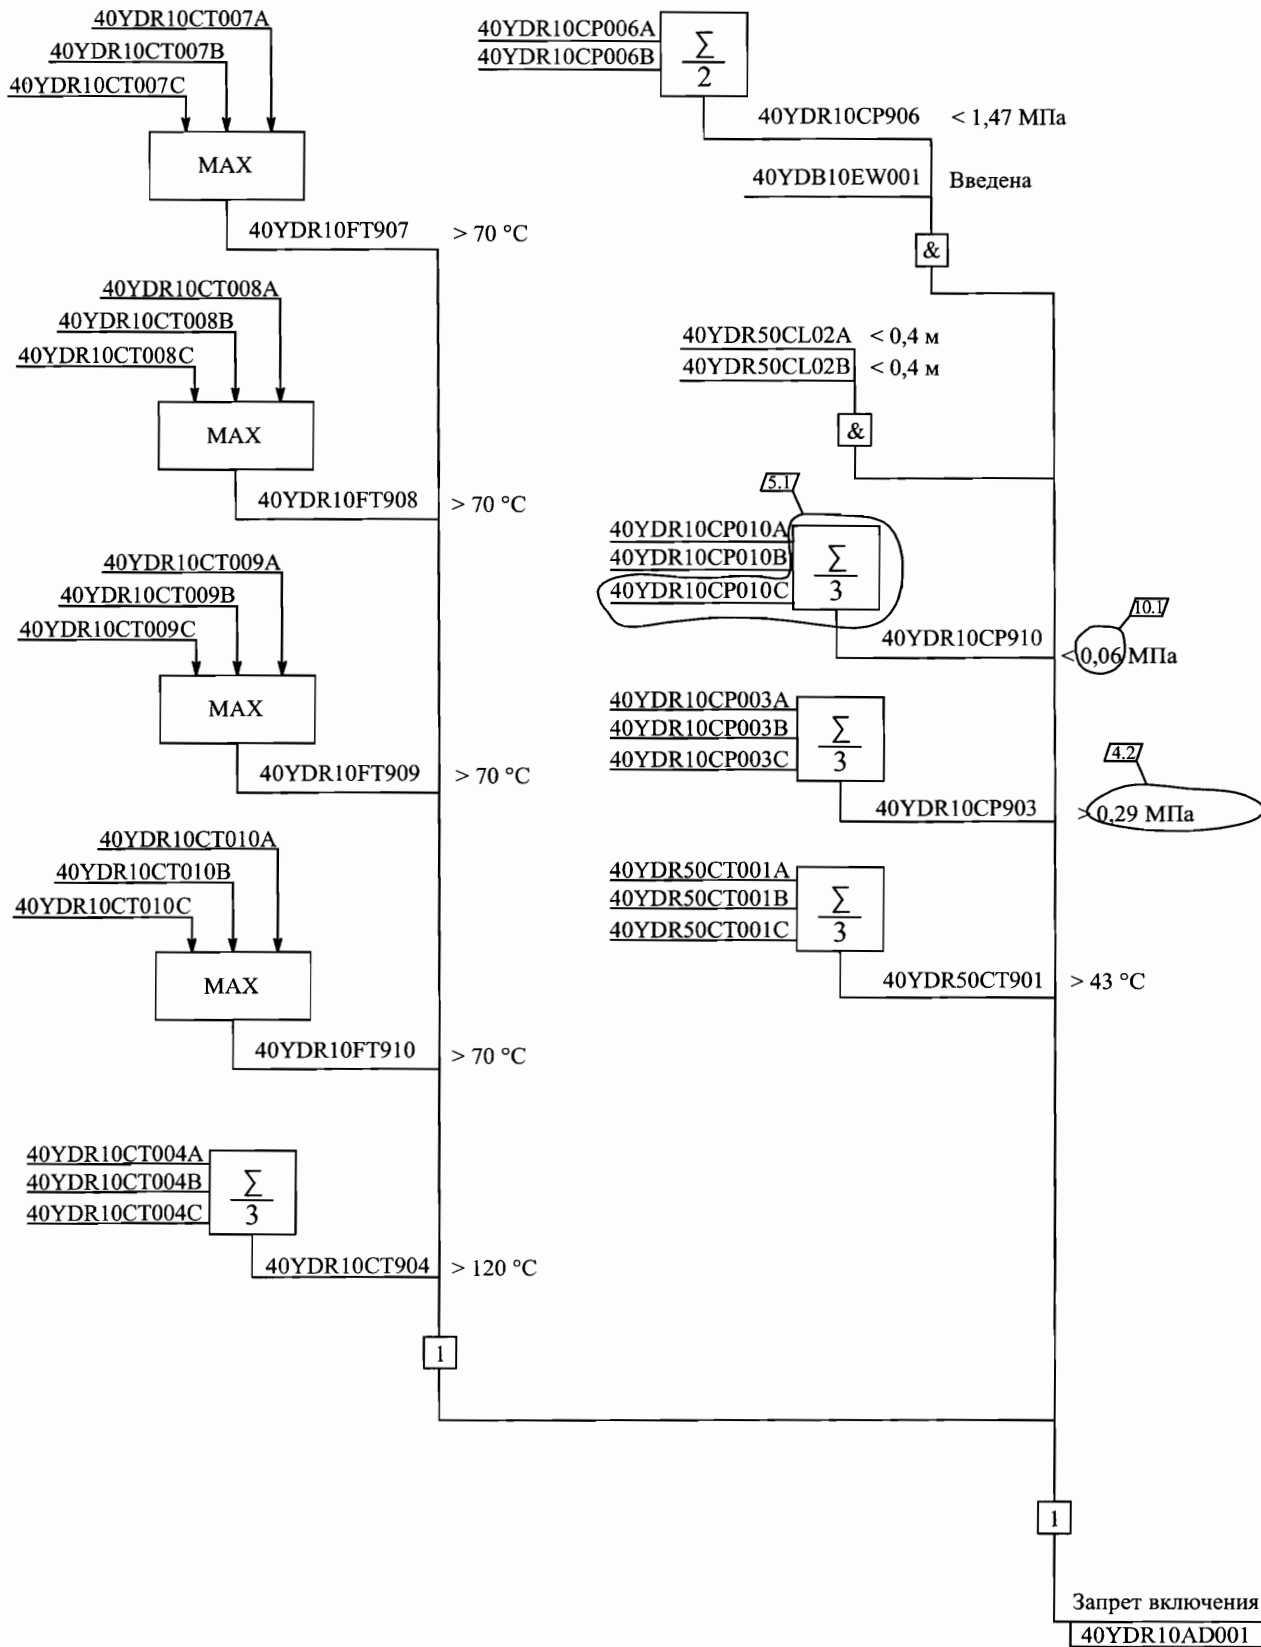 40YDR10CT007A
40YDR10CT007B
40YDR10CT007C
MAX
40YDR10FT907 > 70 °C
40YDR10CT008A
40YDR10CT008B
40YDR10CT008C
MAX
40YDR10FT908 > 70 °C
40YDR10CT009A
40YDR10CT009B
40YDR10CT009C
MAX
40YDR10FT909 > 70 °C
40YDR10CT010A
40YDR10CT010B
40YDR10CT010C
MAX
40YDR10FT910 > 70 °C
40YDR10CT004A
40YDR10CT004B
40YDR10CT004C
∑
3
40YDR10CT904 > 120 °C
1
40YDR10CP006A
40YDR10CP006B
∑
2
40YDR10CP906 < 1,47 МПа
40YDB10EW001 Введена
&
40YDR50CL02A < 0,4 м
40YDR50CL02B < 0,4 м
&
5.1
40YDR10CP010A
40YDR10CP010B
40YDR10CP010C
∑
3
10.1
40YDR10CP910 < 0,06 МПа
40YDR10CP003A
40YDR10CP003B
40YDR10CP003C
∑
3
4.2
40YDR10CP903 > 0,29 МПа
40YDR50CT001A
40YDR50CT001B
40YDR50CT001C
∑
3
40YDR50CT901 > 43 °C
1
Запрет включения
40YDR10AD001